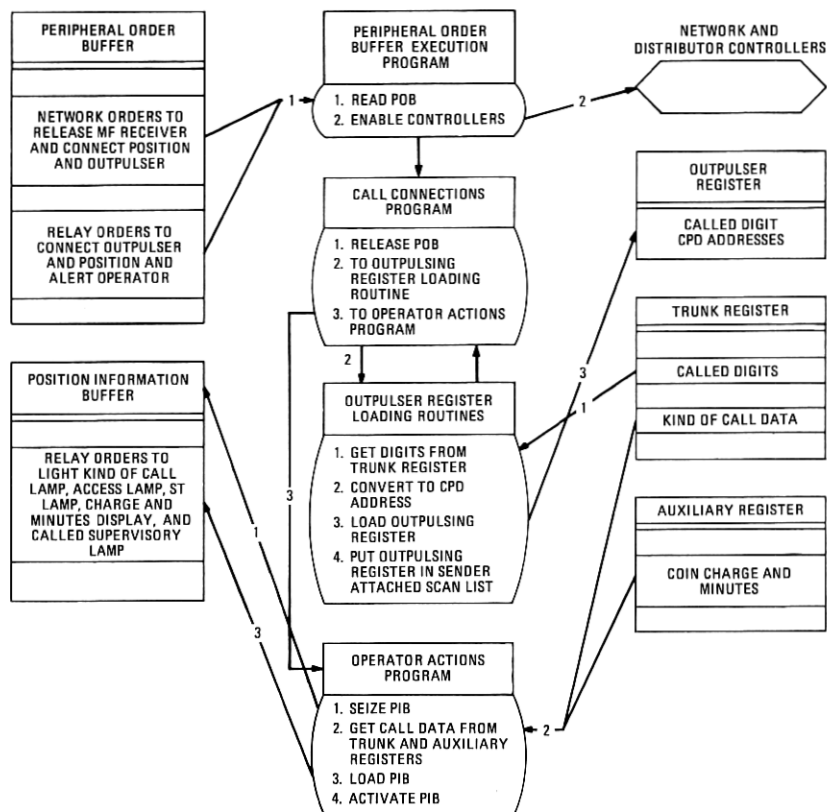 PERIPHERAL ORDER
BUFFER
NETWORK ORDERS TO
RELEASE MF RECEIVER
AND CONNECT POSITION
AND OUTPULSER
RELAY ORDERS TO
CONNECT OUTPULSER
AND POSITION AND
ALERT OPERATOR
1
PERIPHERAL ORDER
BUFFER EXECUTION
PROGRAM
1. READ POB
2. ENABLE CONTROLLERS
2
NETWORK AND
DISTRIBUTOR CONTROLLERS
CALL CONNECTIONS
PROGRAM
1. RELEASE POB
2. TO OUTPULSING
REGISTER LOADING
ROUTINE
3. TO OPERATOR ACTIONS
PROGRAM
2
3
OUTPULSER
REGISTER
CALLED DIGIT
CPD ADDRESSES
3
TRUNK REGISTER
CALLED DIGITS
KIND OF CALL DATA
1
POSITION INFORMATION
BUFFER
RELAY ORDERS TO
LIGHT KIND OF CALL
LAMP, ACCESS LAMP, ST
LAMP, CHARGE AND
MINUTES DISPLAY, AND
CALLED SUPERVISORY
LAMP
1
3
OUTPULSER REGISTER
LOADING ROUTINES
1. GET DIGITS FROM
TRUNK REGISTER
2. CONVERT TO CPD
ADDRESS
3. LOAD OUTPULSING
REGISTER
4. PUT OUTPULSING
REGISTER IN SENDER
ATTACHED SCAN LIST
AUXILIARY REGISTER
COIN CHARGE AND
MINUTES
2
OPERATOR ACTIONS
PROGRAM
1. SEIZE PIB
2. GET CALL DATA FROM
TRUNK AND AUXILIARY
REGISTERS
3. LOAD PIB
4. ACTIVATE PIB